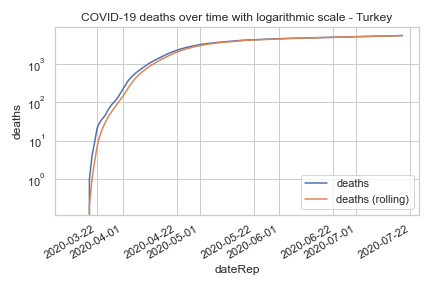 COVID-19 deaths over time with logarithmic scale - Turkey
deaths
10³
10²
10¹
10⁰
deaths
deaths (rolling)
2020-03-22
2020-04-01
2020-04-22
2020-05-01
2020-05-22
2020-06-01
2020-06-22
2020-07-01
2020-07-22
dateRep